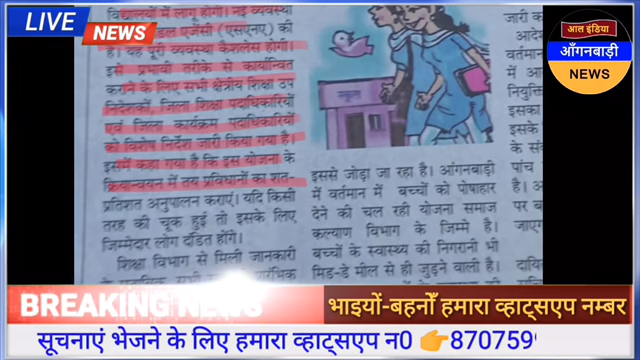 LIVE
NEWS
आल इंडिया
आँगनबाड़ी
NEWS
विद्यालयों में लागू होगी। नई व्यवस्था
डल एजेंसी (एसएनए) की
है। यह पूरी व्यवस्था कैशलेस होगी।
इसे प्रभावी तरीके से कार्यान्वित
कराने के लिए सभी क्षेत्रीय शिक्षा उप
निदेशकों, जिला शिक्षा पदाधिकारियों
एवं जिला कार्यक्रम पदाधिकारियों
को विशेष निर्देश जारी किया गया है।
इसमें कहा गया है कि इस योजना के
क्रियान्वयन में तय प्रविधानों का शत-
प्रतिशत अनुपालन कराएं। यदि किसी
तरह की चूक हुई तो इसके लिए
जिम्मेदार लोग दंडित होंगे।
शिक्षा विभाग से मिली जानकारी
स्कूल
इससे जोड़ा जा रहा है। आंगनबाड़ी
में वर्तमान में बच्चों को पोषाहार
देने की चल रही योजना समाज
कल्याण विभाग के जिम्मे है।
बच्चों के स्वास्थ्य की निगरानी भी
मिड-डे मील से ही जुड़ने वाली है।
जारी क
आदे
वर्तमान
में आ
नियुक्ति
इसका
इसके
के सं
पांच
है। अ
पर ब
जाएग
BREAKING NEWS
भाइयों-बहनोँ हमारा व्हाट्सएप नम्बर
सूचनाएं भेजने के लिए हमारा व्हाट्सएप न0 👉870759